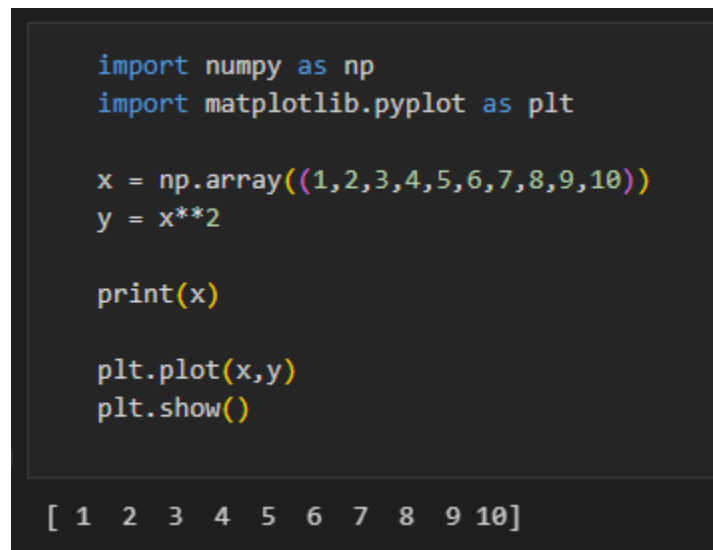 import numpy as np
import matplotlib.pyplot as plt
x = np.array((1,2,3,4,5,6,7,8,9,10))
y = x**2
print(x)
plt.plot(x,y)
plt.show()
[ 1  2  3  4  5  6  7  8  9 10]